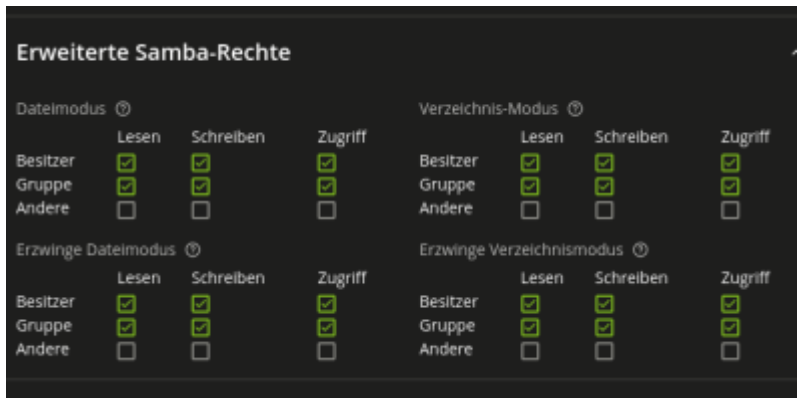 Erweiterte Samba-Rechte
Dateimodus
Lesen Schreiben Zugriff
Besitzer
Gruppe
Andere
Verzeichnis-Modus
Lesen Schreiben Zugriff
Besitzer
Gruppe
Andere
Erzwinge Dateimodus
Lesen Schreiben Zugriff
Besitzer
Gruppe
Andere
Erzwinge Verzeichnismodus
Lesen Schreiben Zugriff
Besitzer
Gruppe
Andere